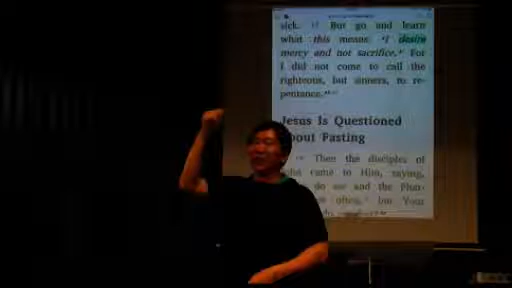 sick. But go and learn
what this means: 'I desire
mercy and not sacrifice.' For
I did not come to call the
righteous, but sinners, to re-
pentance."
Jesus Is Questioned
About Fasting
Then the disciples of
John came to Him, saying,
do we and the Phar-
often, but Your